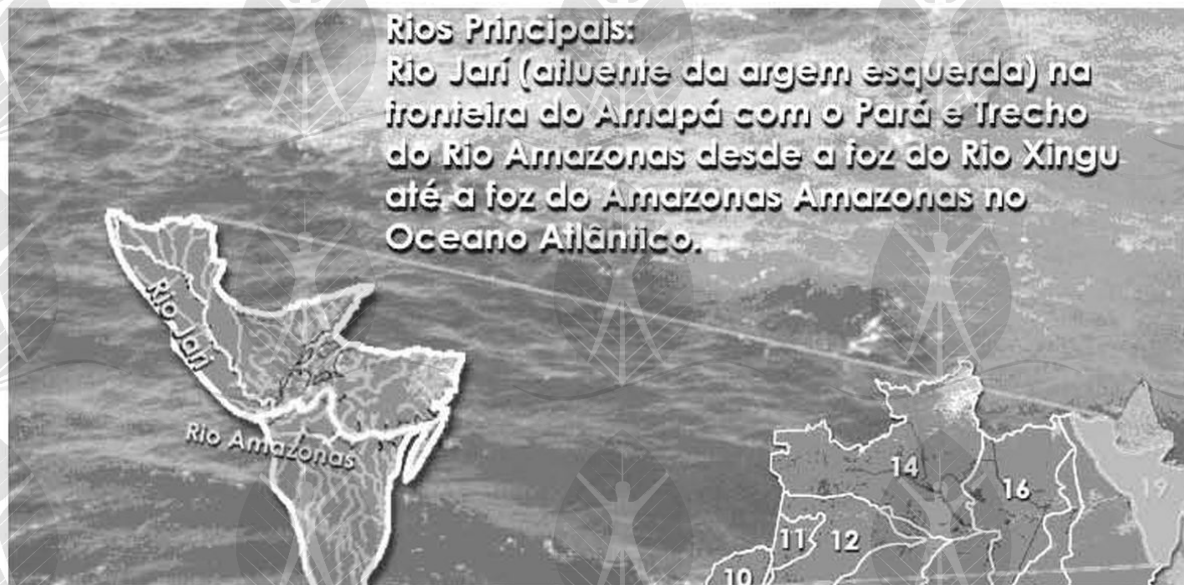 Rios Principais:
Rio Jarí (afluente da argem esquerda) na
fronteira do Amapá com o Pará e Trecho
do Rio Amazonas desde a foz do Rio Xingu
até a foz do Amazonas Amazonas no
Oceano Atlântico.
Rio Jari
Rio Amazonas
14
16
19
11
12
10